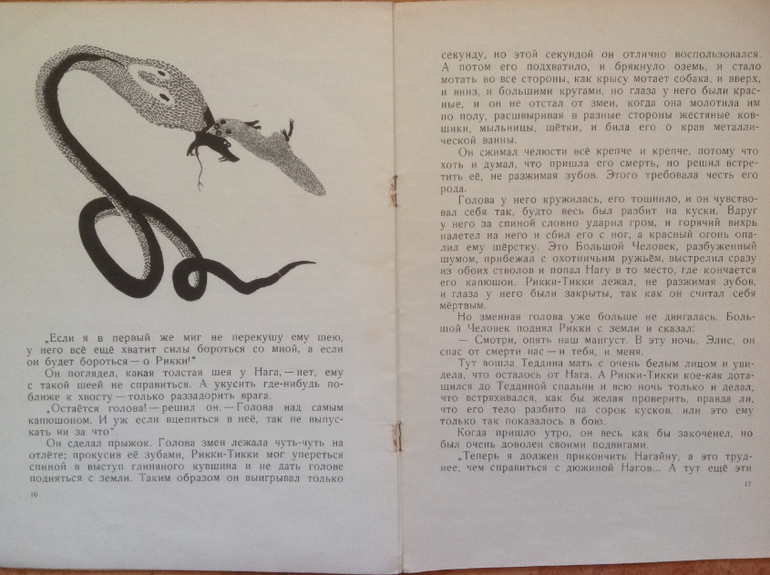 „Если я в первый же миг не перекушу ему шею,
у него всё ещё хватит силы бороться со мной, а если
он будет бороться — о Рикки!“
Он поглядел, какая толстая шея у Нага, — нет, ему
с такой шеей не справиться. А укусить где-нибудь по-
ближе к хвосту — только раззадорить врага.
„Остаётся голова! — решил он. — Голова над самым
капюшоном. И уж если вцепиться в неё, так не выпус-
кать ни за что“.
Он сделал прыжок. Голова змеи лежала чуть-чуть на
отлёте; прокусив её зубами, Рикки-Тикки мог упереться
спиной в выступ глиняного кувшина и не дать голове
подняться с земли. Таким образом он выигрывал только
16
секунду, но этой секундой он отлично воспользовался.
А потом его подхватило, и брякнуло оземь, и стало
мотать во все стороны, как крысу мотает собака, и вверх,
и вниз, и большими кругами, но глаза у него были крас-
ные, и он не отстал от змеи, когда она молотила им
по полу, расшвыривая в разные стороны жестяные ков-
шики, мыльницы, щётки, и била его о края металли-
ческой ванны.
Он сжимал челюсти всё крепче и крепче, потому что
хоть и думал, что пришла его смерть, но решил встре-
тить её, не разжимая зубов. Этого требовала честь его
рода.
Голова у него кружилась, его тошнило, и он чувство-
вал себя так, будто весь был разбит на куски. Вдруг
у него за спиной словно ударил гром, и горячий вихрь
налетел на него и сбил его с ног, а красный огонь опа-
лил ему шёрстку. Это Большой Человек, разбуженный
шумом, прибежал с охотничьим ружьём, выстрелил сразу
из обоих стволов и попал Нагу в то место, где кончается
его капюшон. Рикки-Тикки лежал, не разжимая зубов,
и глаза у него были закрыты, так как он считал себя
мёртвым.
Но змеиная голова уже больше не двигалась. Боль-
шой Человек поднял Рикки с земли и сказал:
— Смотри, опять наш мангуст. В эту ночь, Элис, он
спас от смерти нас — и тебя, и меня.
Тут вошла Теддина мать с очень белым лицом и уви-
дела, что осталось от Нага. А Рикки-Тикки кое-как дота-
щился до Теддиной спальни и всю ночь только и делал,
что встряхивался, как бы желая проверить, правда ли,
что его тело разбито на сорок кусков, или это ему
только так показалось в бою.
Когда пришло утро, он весь как бы закоченел, но
был очень доволен своими подвигами.
„Теперь я должен прикончить Нагайну, а это труд-
нее, чем справиться с дюжиной Нагов... А тут ещё эти
17